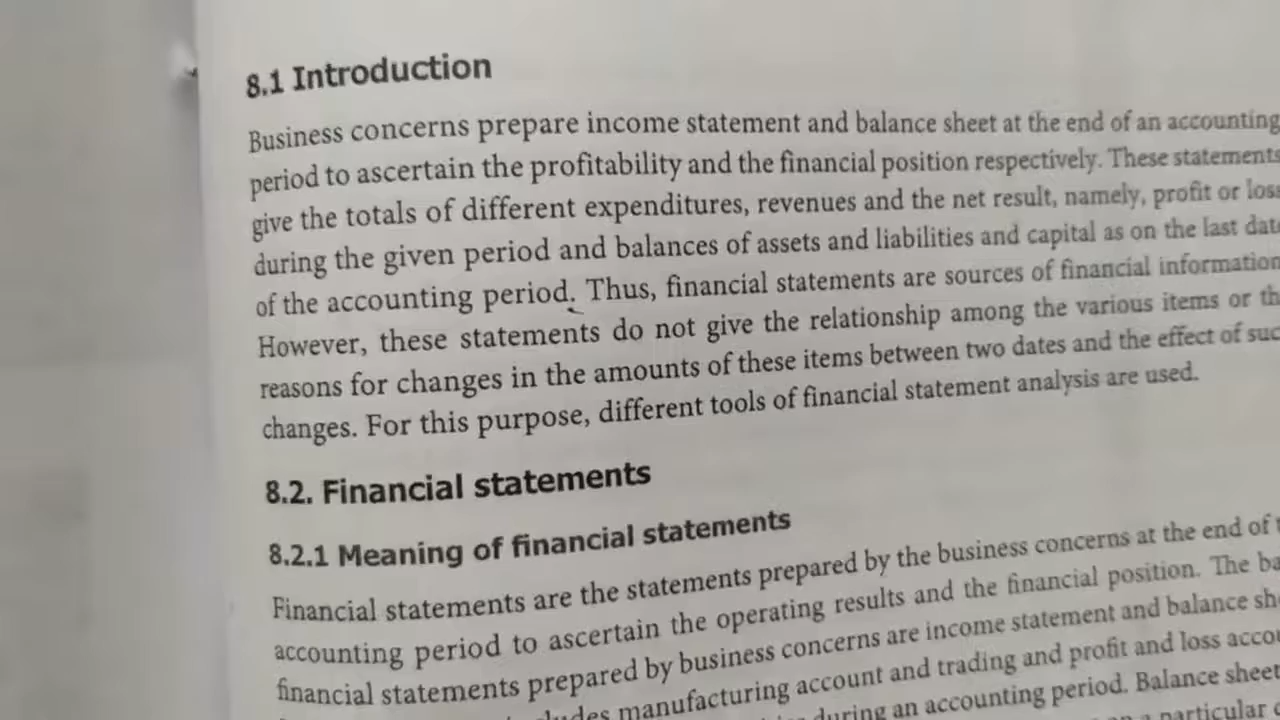 8.1 Introduction
Business concerns prepare income statement and balance sheet at the end of an accounting
period to ascertain the profitability and the financial position respectively. These statements
give the totals of different expenditures, revenues and the net result, namely, profit or loss
during the given period and balances of assets and liabilities and capital as on the last date
of the accounting period. Thus, financial statements are sources of financial information
However, these statements do not give the relationship among the various items or th
reasons for changes in the amounts of these items between two dates and the effect of suc
changes. For this purpose, different tools of financial statement analysis are used.
8.2. Financial statements
8.2.1 Meaning of financial statements
Financial statements are the statements prepared by the business concerns at the end of
accounting period to ascertain the operating results and the financial position. The ba
financial statements prepared by business concerns are income statement and balance sh
manufacturing account and trading and profit and loss accou
during an accounting period. Balance sheet
a particular